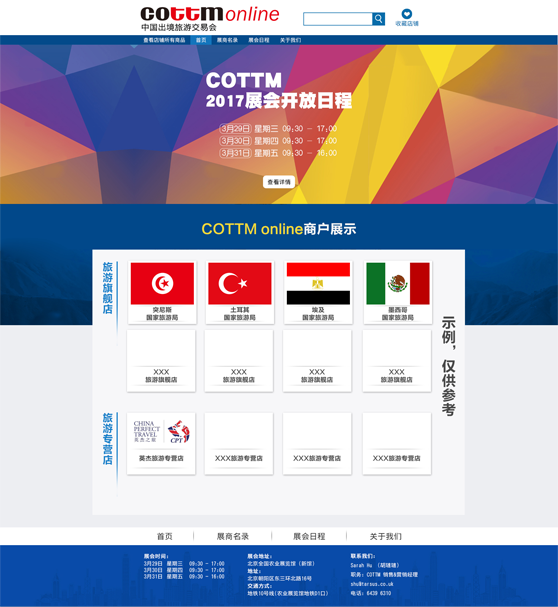 COTTM online
中国出境旅游交易会
收藏店铺
查看店铺所有商品 首页 展商名录 展会日程 关于我们
COTTM
2017展会开放日程
3月29日 星期三 09:30 - 17:00
3月30日 星期四 09:30 - 17:00
3月31日 星期五 09:30 - 16:00
查看详情
COTTM online商户展示
旅游旗舰店
突尼斯
国家旅游局
土耳其
国家旅游局
埃及
国家旅游局
墨西哥
国家旅游局
XXX
旅游旗舰店
XXX
旅游旗舰店
XXX
旅游旗舰店
XXX
旅游旗舰店
示例，仅供参考
旅游专营店
CHINA
PERFECT
TRAVEL
英杰之旅
CPT
英杰旅游专营店
XXX旅游专营店
XXX旅游专营店
XXX旅游专营店
首页 展商名录 展会日程 关于我们
展会时间：
3月29日 星期三 09:30 - 17:00
3月30日 星期四 09:30 - 17:00
3月31日 星期五 09:30 - 16:00
展会地址：
北京全国农业展览馆（新馆）
地址：
北京朝阳区东三环北路16号
交通方式：
地铁10号线(农业展览馆地铁B1口)
联系我们：
Sarah Hu （胡瑭瑭）
职务：COTTM 销售&营销经理
shu@tarsus.co.uk
电话：6439 6310